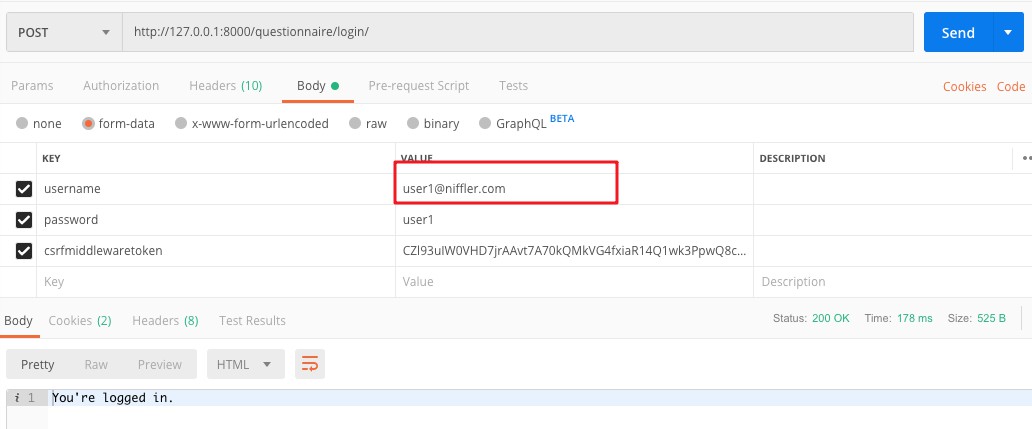 POST http://127.0.0.1:8000/questionnaire/login/ Send
Params Authorization Headers (10) Body Pre-request Script Tests Cookies Code
none form-data x-www-form-urlencoded raw binary GraphQL BETA
KEY VALUE DESCRIPTION
username user1@niffler.com
password user1
csrfmiddlewaretoken CZl93uIW0VHD7jrAAvt7A70kQMkVG4fxiaR14Q1wk3PpwQ8c...
Key Value Description
Body Cookies (2) Headers (8) Test Results Status: 200 OK Time: 178 ms Size: 525 B
Pretty Raw Preview HTML
i 1 You're logged in.